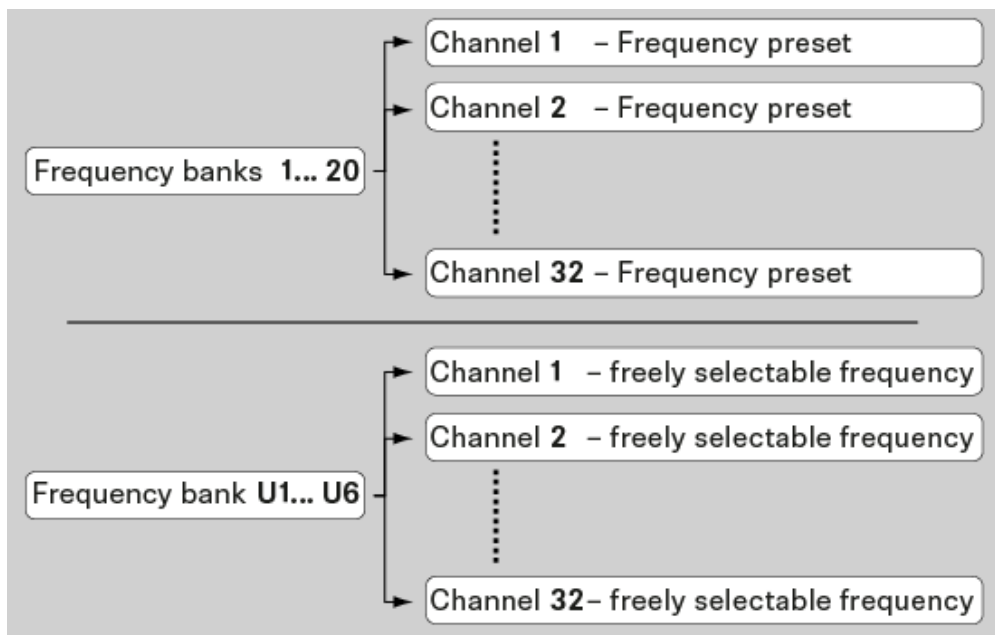 Channel 1 – Frequency preset
Channel 2 – Frequency preset
Frequency banks 1... 20
Channel 32 – Frequency preset
Channel 1 – freely selectable frequency
Channel 2 – freely selectable frequency
Frequency bank U1... U6
Channel 32 – freely selectable frequency